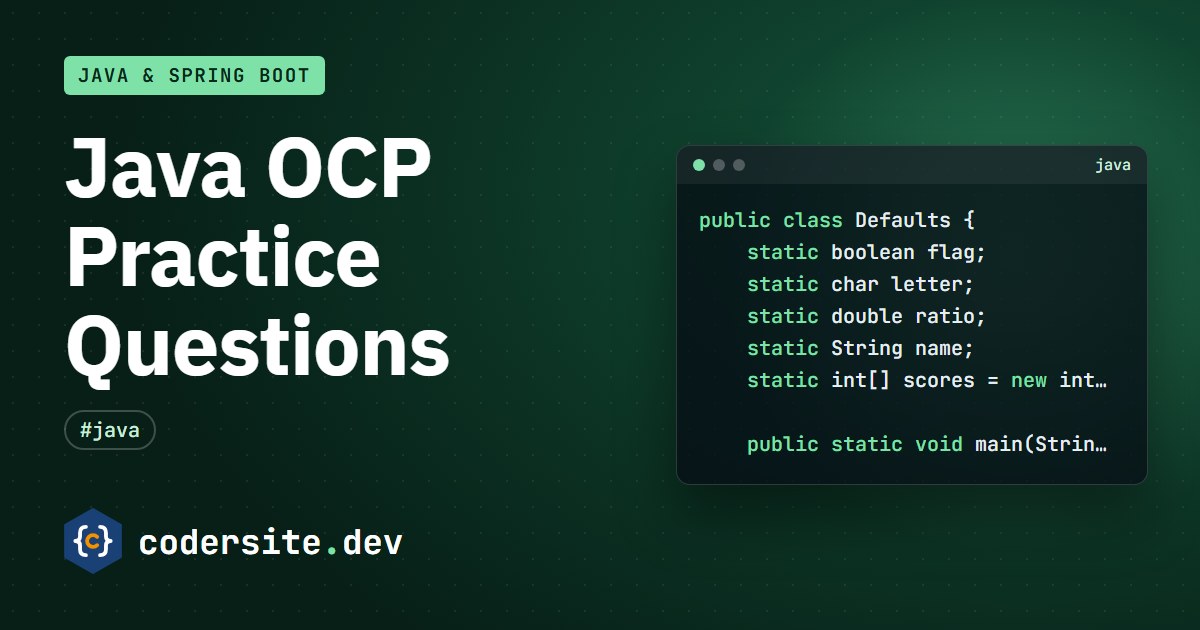 JAVA & SPRING BOOT
Java OCP
Practice
Questions
#java
{c} codersite.dev
java
public class Defaults {
    static boolean flag;
    static char letter;
    static double ratio;
    static String name;
    static int[] scores = new int…
    public static void main(Strin…